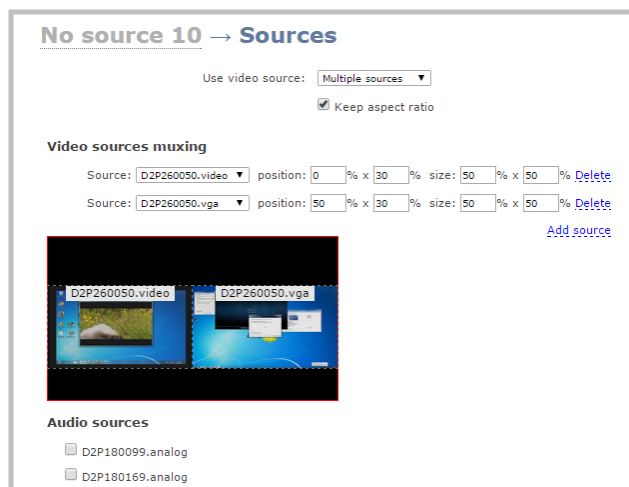 No source 10 → Sources
Use video source: Multiple sources
Keep aspect ratio
Video sources muxing
Source: D2P260050.video position: 0 % x 30 % size: 50 % x 50 % Delete
Source: D2P260050.vga position: 50 % x 30 % size: 50 % x 50 % Delete
Add source
D2P260050.video D2P260050.vga
Audio sources
D2P180099.analog
D2P180169.analog